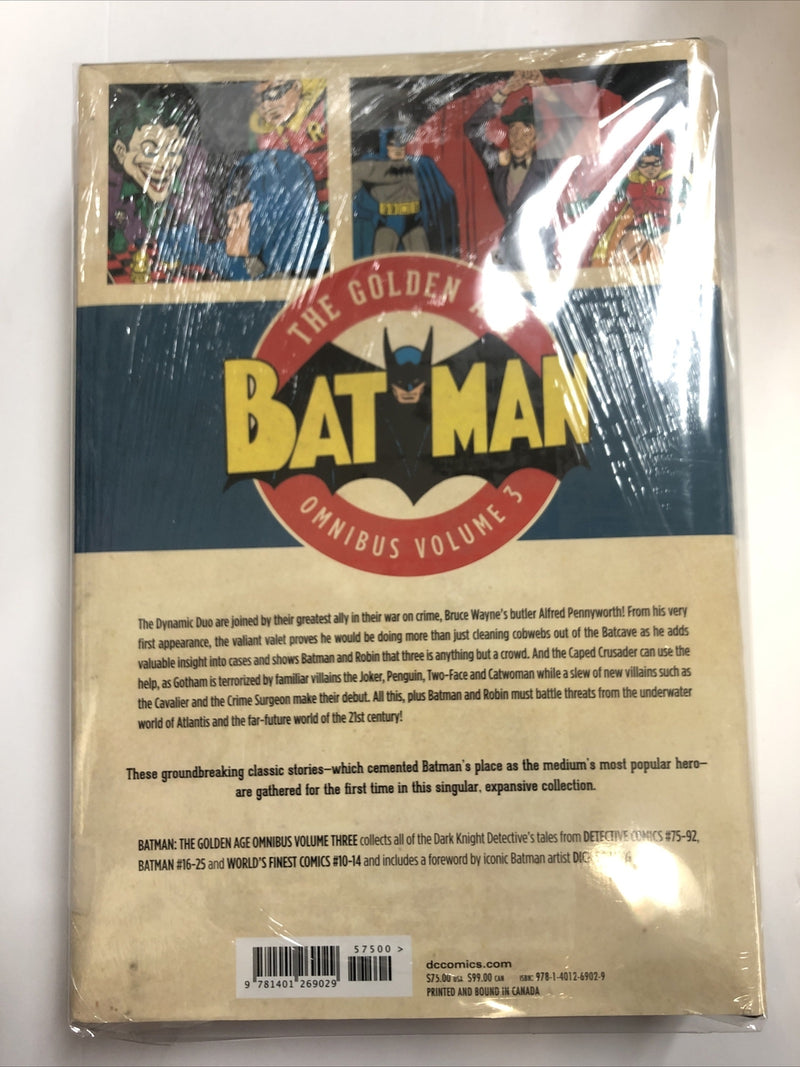 THE GOLDEN
BATMAN
OMNIBUS VOLUME 3
The Dynamic Duo are joined by their greatest ally in their war on crime, Bruce Wayne's butler Alfred Pennyworth! From his very
first appearance, the valiant valet proves he would be doing more than just cleaning cobwebs out of the Batcave as he adds
valuable insight into cases and shows Batman and Robin that three is anything but a crowd. And the Caped Crusader can use the
help, as Gotham is terrorized by familiar villains the Joker, Penguin, Two-Face and Catwoman while a slew of new villains such as
the Cavalier and the Crime Surgeon make their debut. All this, plus Batman and Robin must battle threats from the underwater
world of Atlantis and the far-future world of the 21st century!
These groundbreaking classic stories—which cemented Batman's place as the medium's most popular hero—
are gathered for the first time in this singular, expansive collection.
BATMAN: THE GOLDEN AGE OMNIBUS VOLUME THREE collects all of the Dark Knight Detective's tales from DETECTIVE COMICS #75-92,
BATMAN #16-25 and WORLD'S FINEST COMICS #10-14 and includes a foreword by iconic Batman artist
57500 >
9 781401 269029
dccomics.com
$75.00 USA $99.00 CAN ISBN: 978-1-4012-6902-9
PRINTED AND BOUND IN CANADA